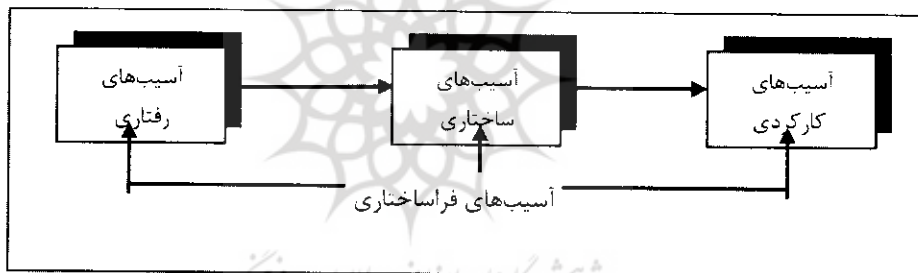 آسیب‌های
رفتاری
آسیب‌های
ساختاری
آسیب‌های
کارکردی
آسیب‌های فراساختاری